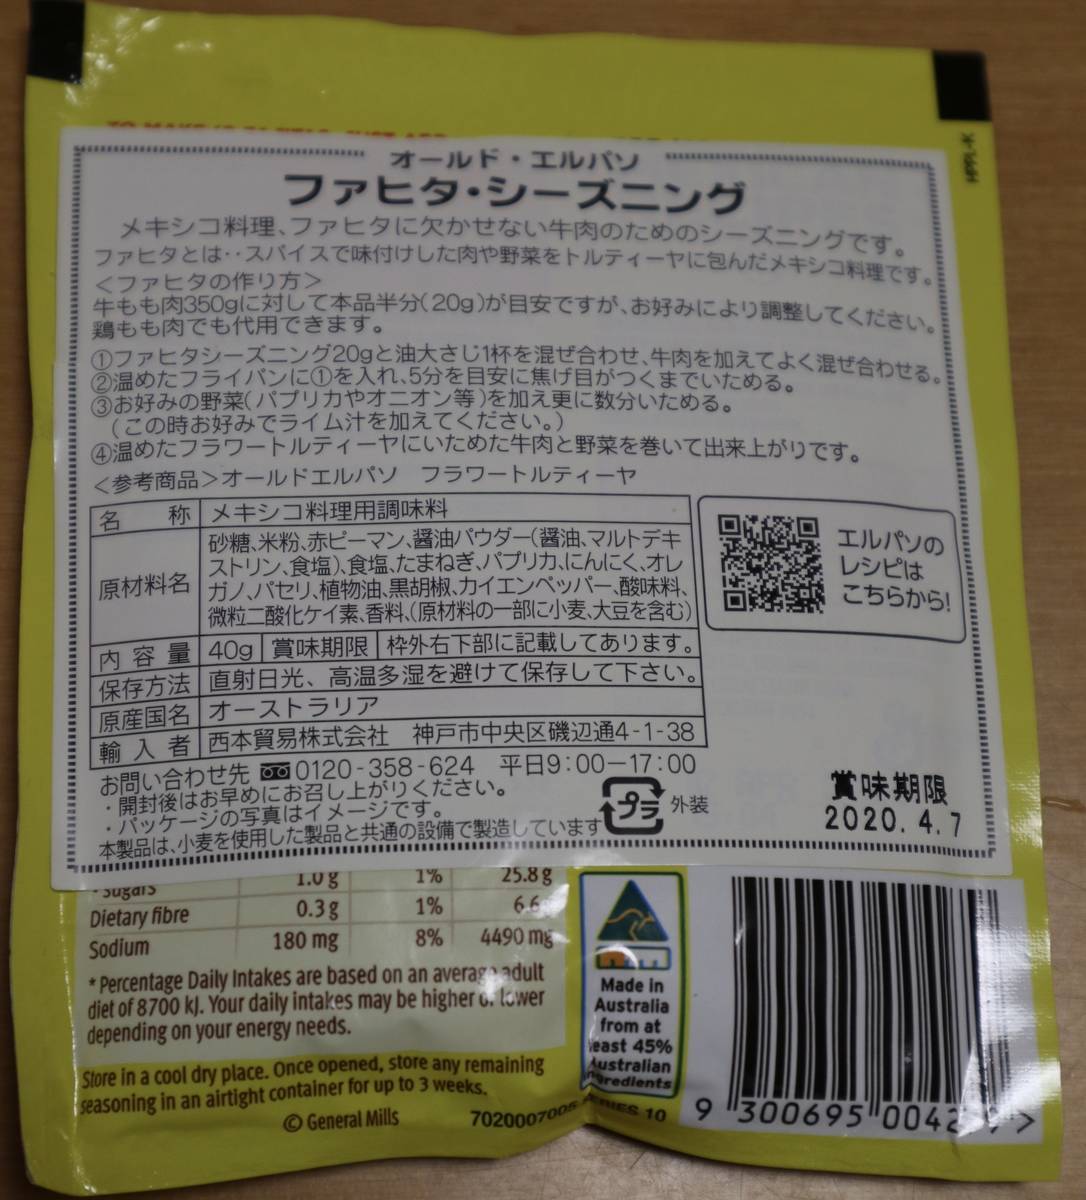 オールド・エルパソ
ファヒタ・シーズニング
メキシコ料理、ファヒタに欠かせない牛肉のためのシーズニングです。
ファヒタとは‥スパイスで味付けした肉や野菜をトルティーヤに包んだメキシコ料理です。
＜ファヒタの作り方＞
牛もも肉350gに対して本品半分(20g)が目安ですが、お好みにより調整してください。
鶏もも肉でも代用できます。
①ファヒタシーズニング20gと油大さじ1杯を混ぜ合わせ、牛肉を加えてよく混ぜ合わせる。
②温めたフライパンに①を入れ、5分を目安に焦げ目がつくまでいためる。
③お好みの野菜(パプリカやオニオン等)を加え更に数分いためる。
(この時お好みでライム汁を加えてください。)
④温めたフラワートルティーヤにいためた牛肉と野菜を巻いて出来上がりです。
＜参考商品＞オールドエルパソ フラワートルティーヤ
名称 メキシコ料理用調味料
原材料名 砂糖、米粉、赤ピーマン、醤油パウダー(醤油、マルトデキ
ストリン、食塩)、食塩、たまねぎ、パプリカ、にんにく、オレ
ガノ、パセリ、植物油、黒胡椒、カイエンペッパー、酸味料、
微粒二酸化ケイ素、香料、(原材料の一部に小麦、大豆を含む)
エルパソの
レシピは
こちらから!
内容量 40g 賞味期限 枠外右下部に記載してあります。
保存方法 直射日光、高温多湿を避けて保存して下さい。
原産国名 オーストラリア
輸入者 西本貿易株式会社 神戸市中央区磯辺通4-1-38
お問い合わせ先 0120-358-624 平日9:00－17:00
・開封後はお早めにお召し上がりください。
・パッケージの写真はイメージです。
本製品は、小麦を使用した製品と共通の設備で製造しています
プラ 外装
賞味期限
2020.4.7
- Sugars 1.0 g 1% 25.8 g
Dietary fibre 0.3 g 1% 6.6
Sodium 180 mg 8% 4490 mg
* Percentage Daily Intakes are based on an average adult
diet of 8700 kJ. Your daily intakes may be higher or lower
depending on your energy needs.
Store in a cool dry place. Once opened, store any remaining
seasoning in an airtight container for up to 3 weeks.
© General Mills
Made in
Australia
from at
least 45%
Australian
ingredients
SERIES 10
9 300695 004